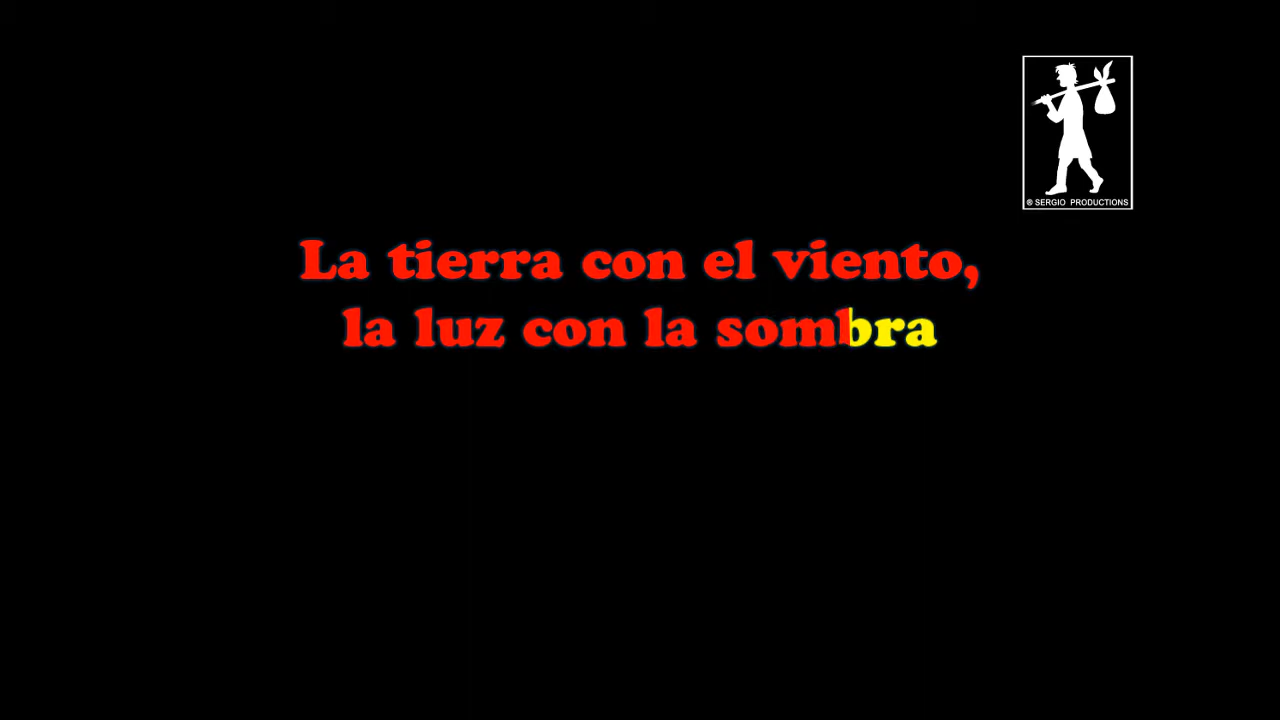 ® SERGIO PRODUCTIONS
La tierra con el viento,
la luz con la sombra